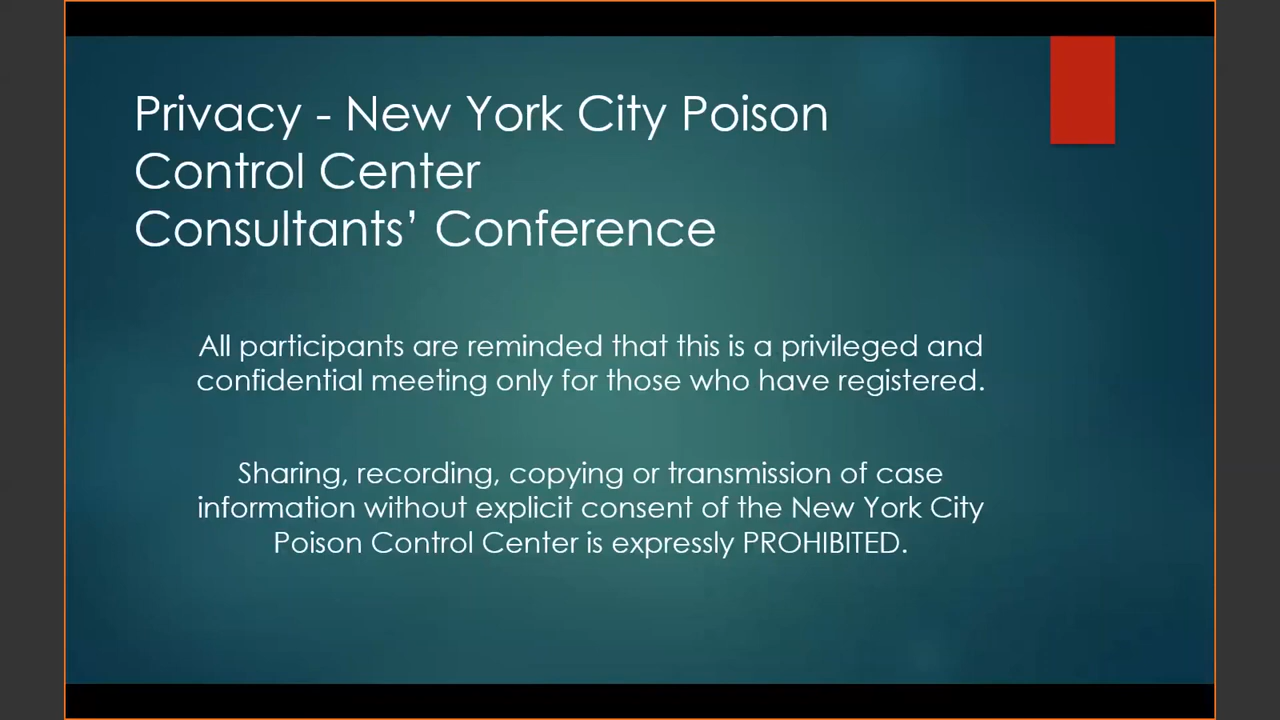 Privacy - New York City Poison
Control Center
Consultants’ Conference
All participants are reminded that this is a privileged and
confidential meeting only for those who have registered.
Sharing, recording, copying or transmission of case
information without explicit consent of the New York City
Poison Control Center is expressly PROHIBITED.